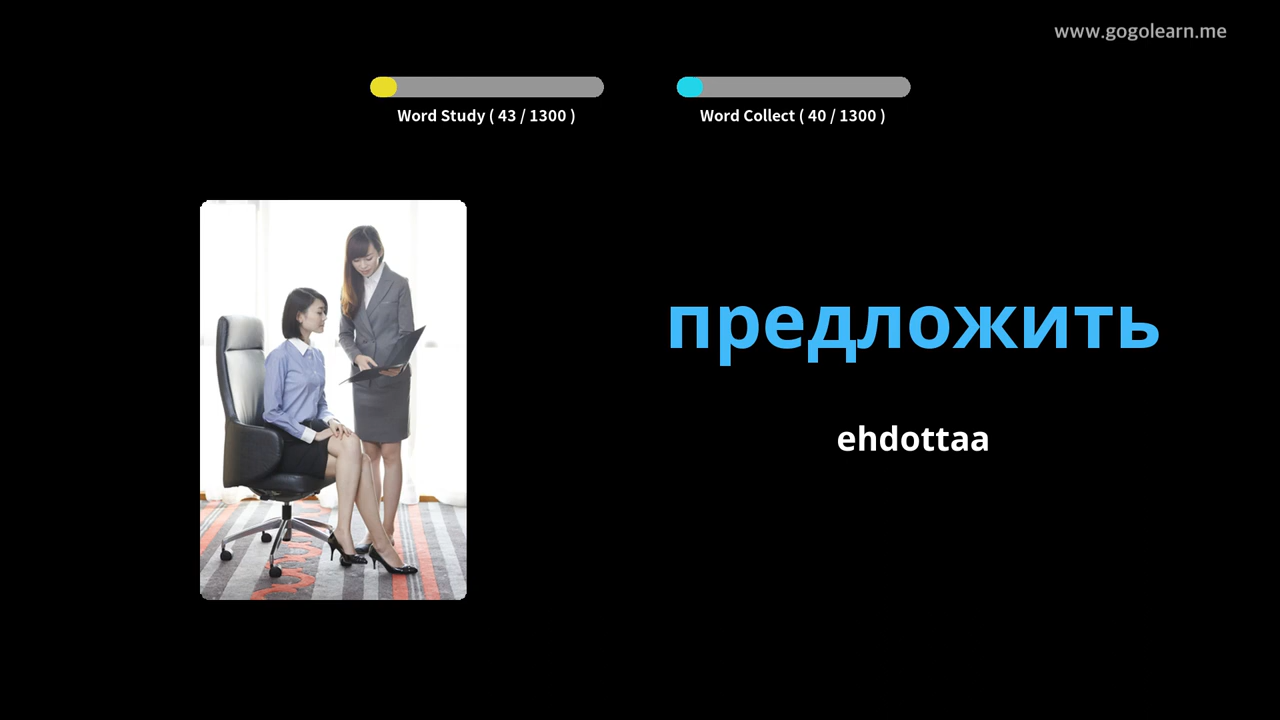 www.gogolearn.me
Word Study ( 43 / 1300 )
Word Collect ( 40 / 1300 )
предложить
ehdottaa